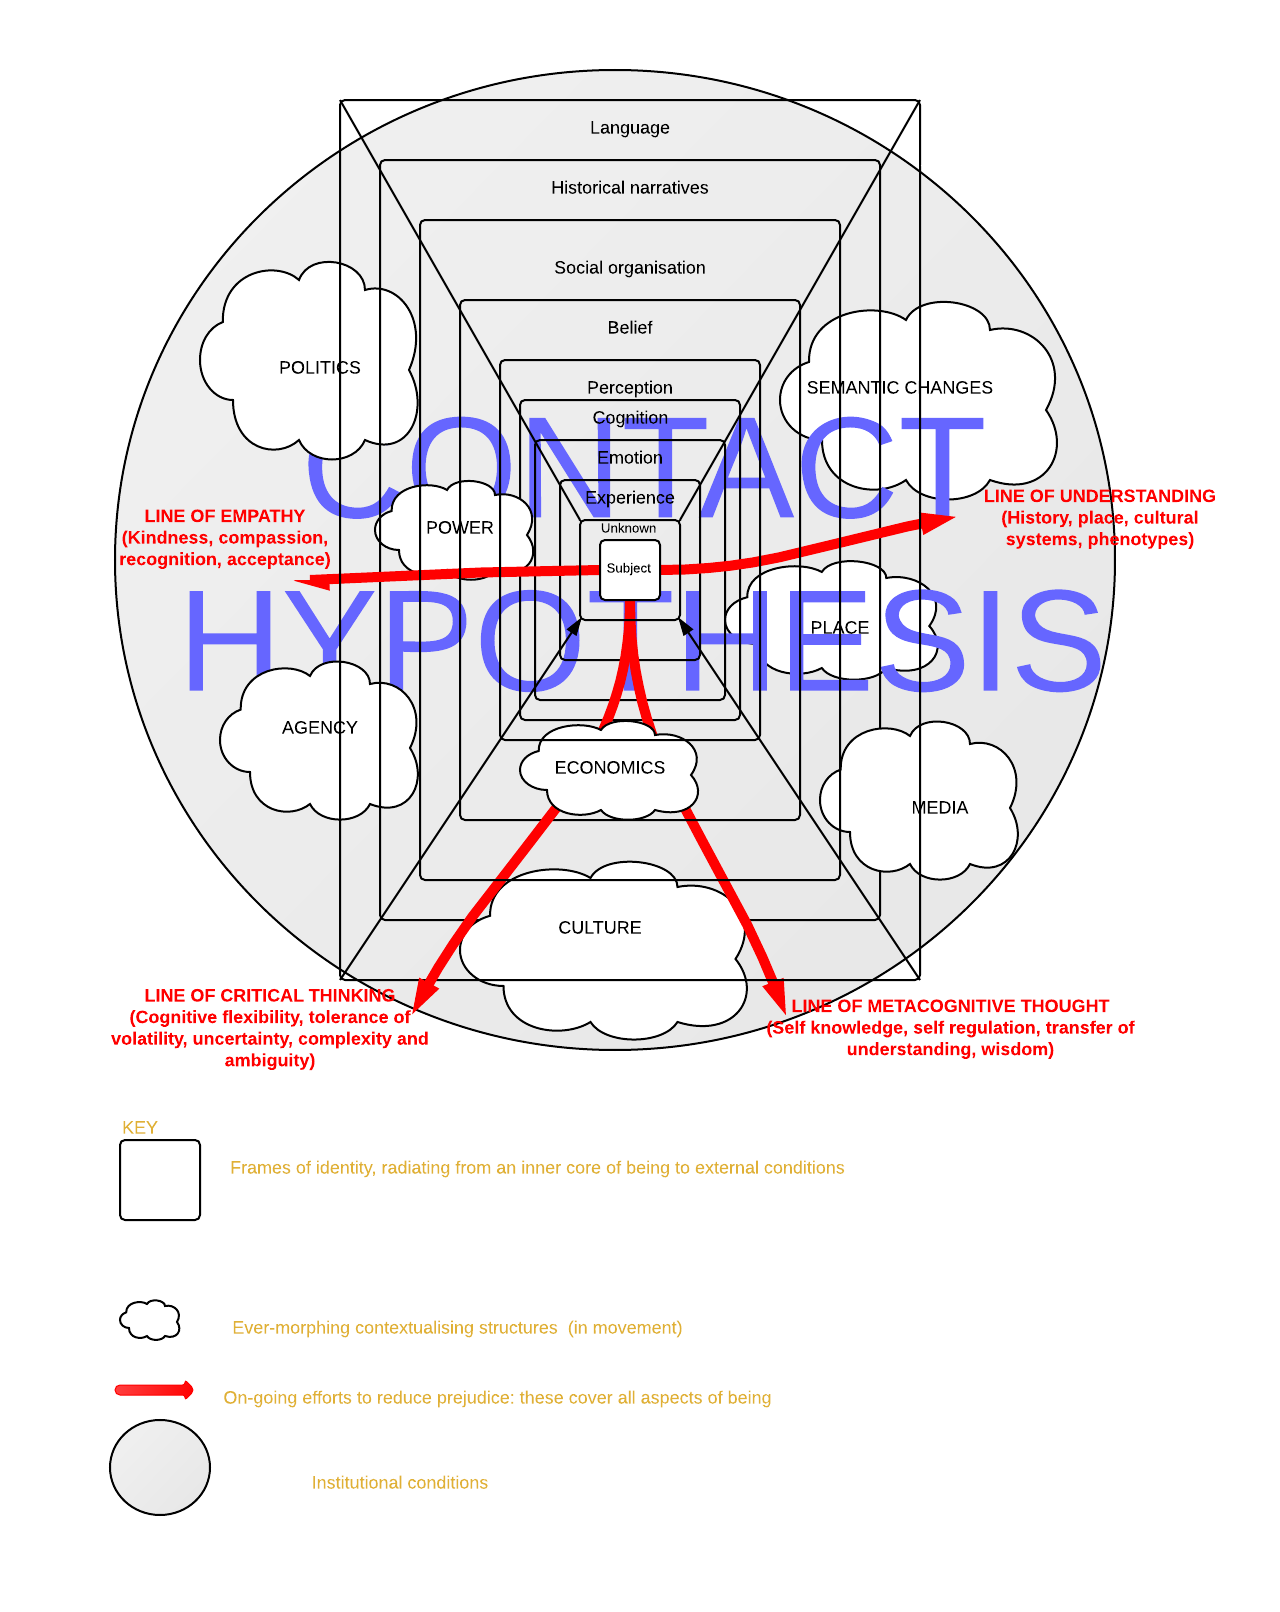 Language
Historical narratives
Social organisation
Belief
POLITICS
Perception
SEMANTIC CHANGES
Cognition
CONTACT
Emotion
Experience
LINE OF UNDERSTANDING
(History, place, cultural
systems, phenotypes)
LINE OF EMPATHY
(Kindness, compassion,
recognition, acceptance)
POWER
Unknown
Subject
HYPOTHESIS
PLACE
AGENCY
ECONOMICS
MEDIA
CULTURE
LINE OF CRITICAL THINKING
(Cognitive flexibility, tolerance of
volatility, uncertainty, complexity and
ambiguity)
LINE OF METACOGNITIVE THOUGHT
(Self knowledge, self regulation, transfer of
understanding, wisdom)
KEY
Frames of identity, radiating from an inner core of being to external conditions
Ever-morphing contextualising structures  (in movement)
On-going efforts to reduce prejudice: these cover all aspects of being
Institutional conditions